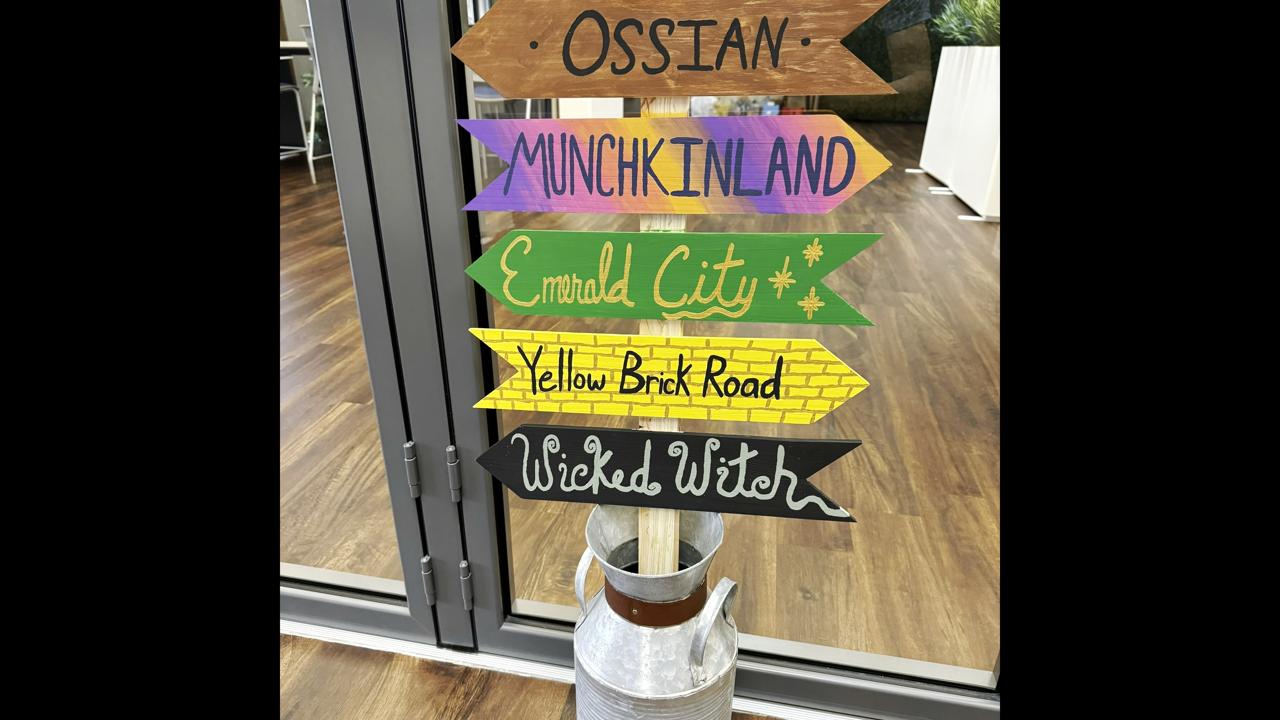 · OSSIAN ·
MUNCHKINLAND
Emerald City
Yellow Brick Road
Wicked Witch